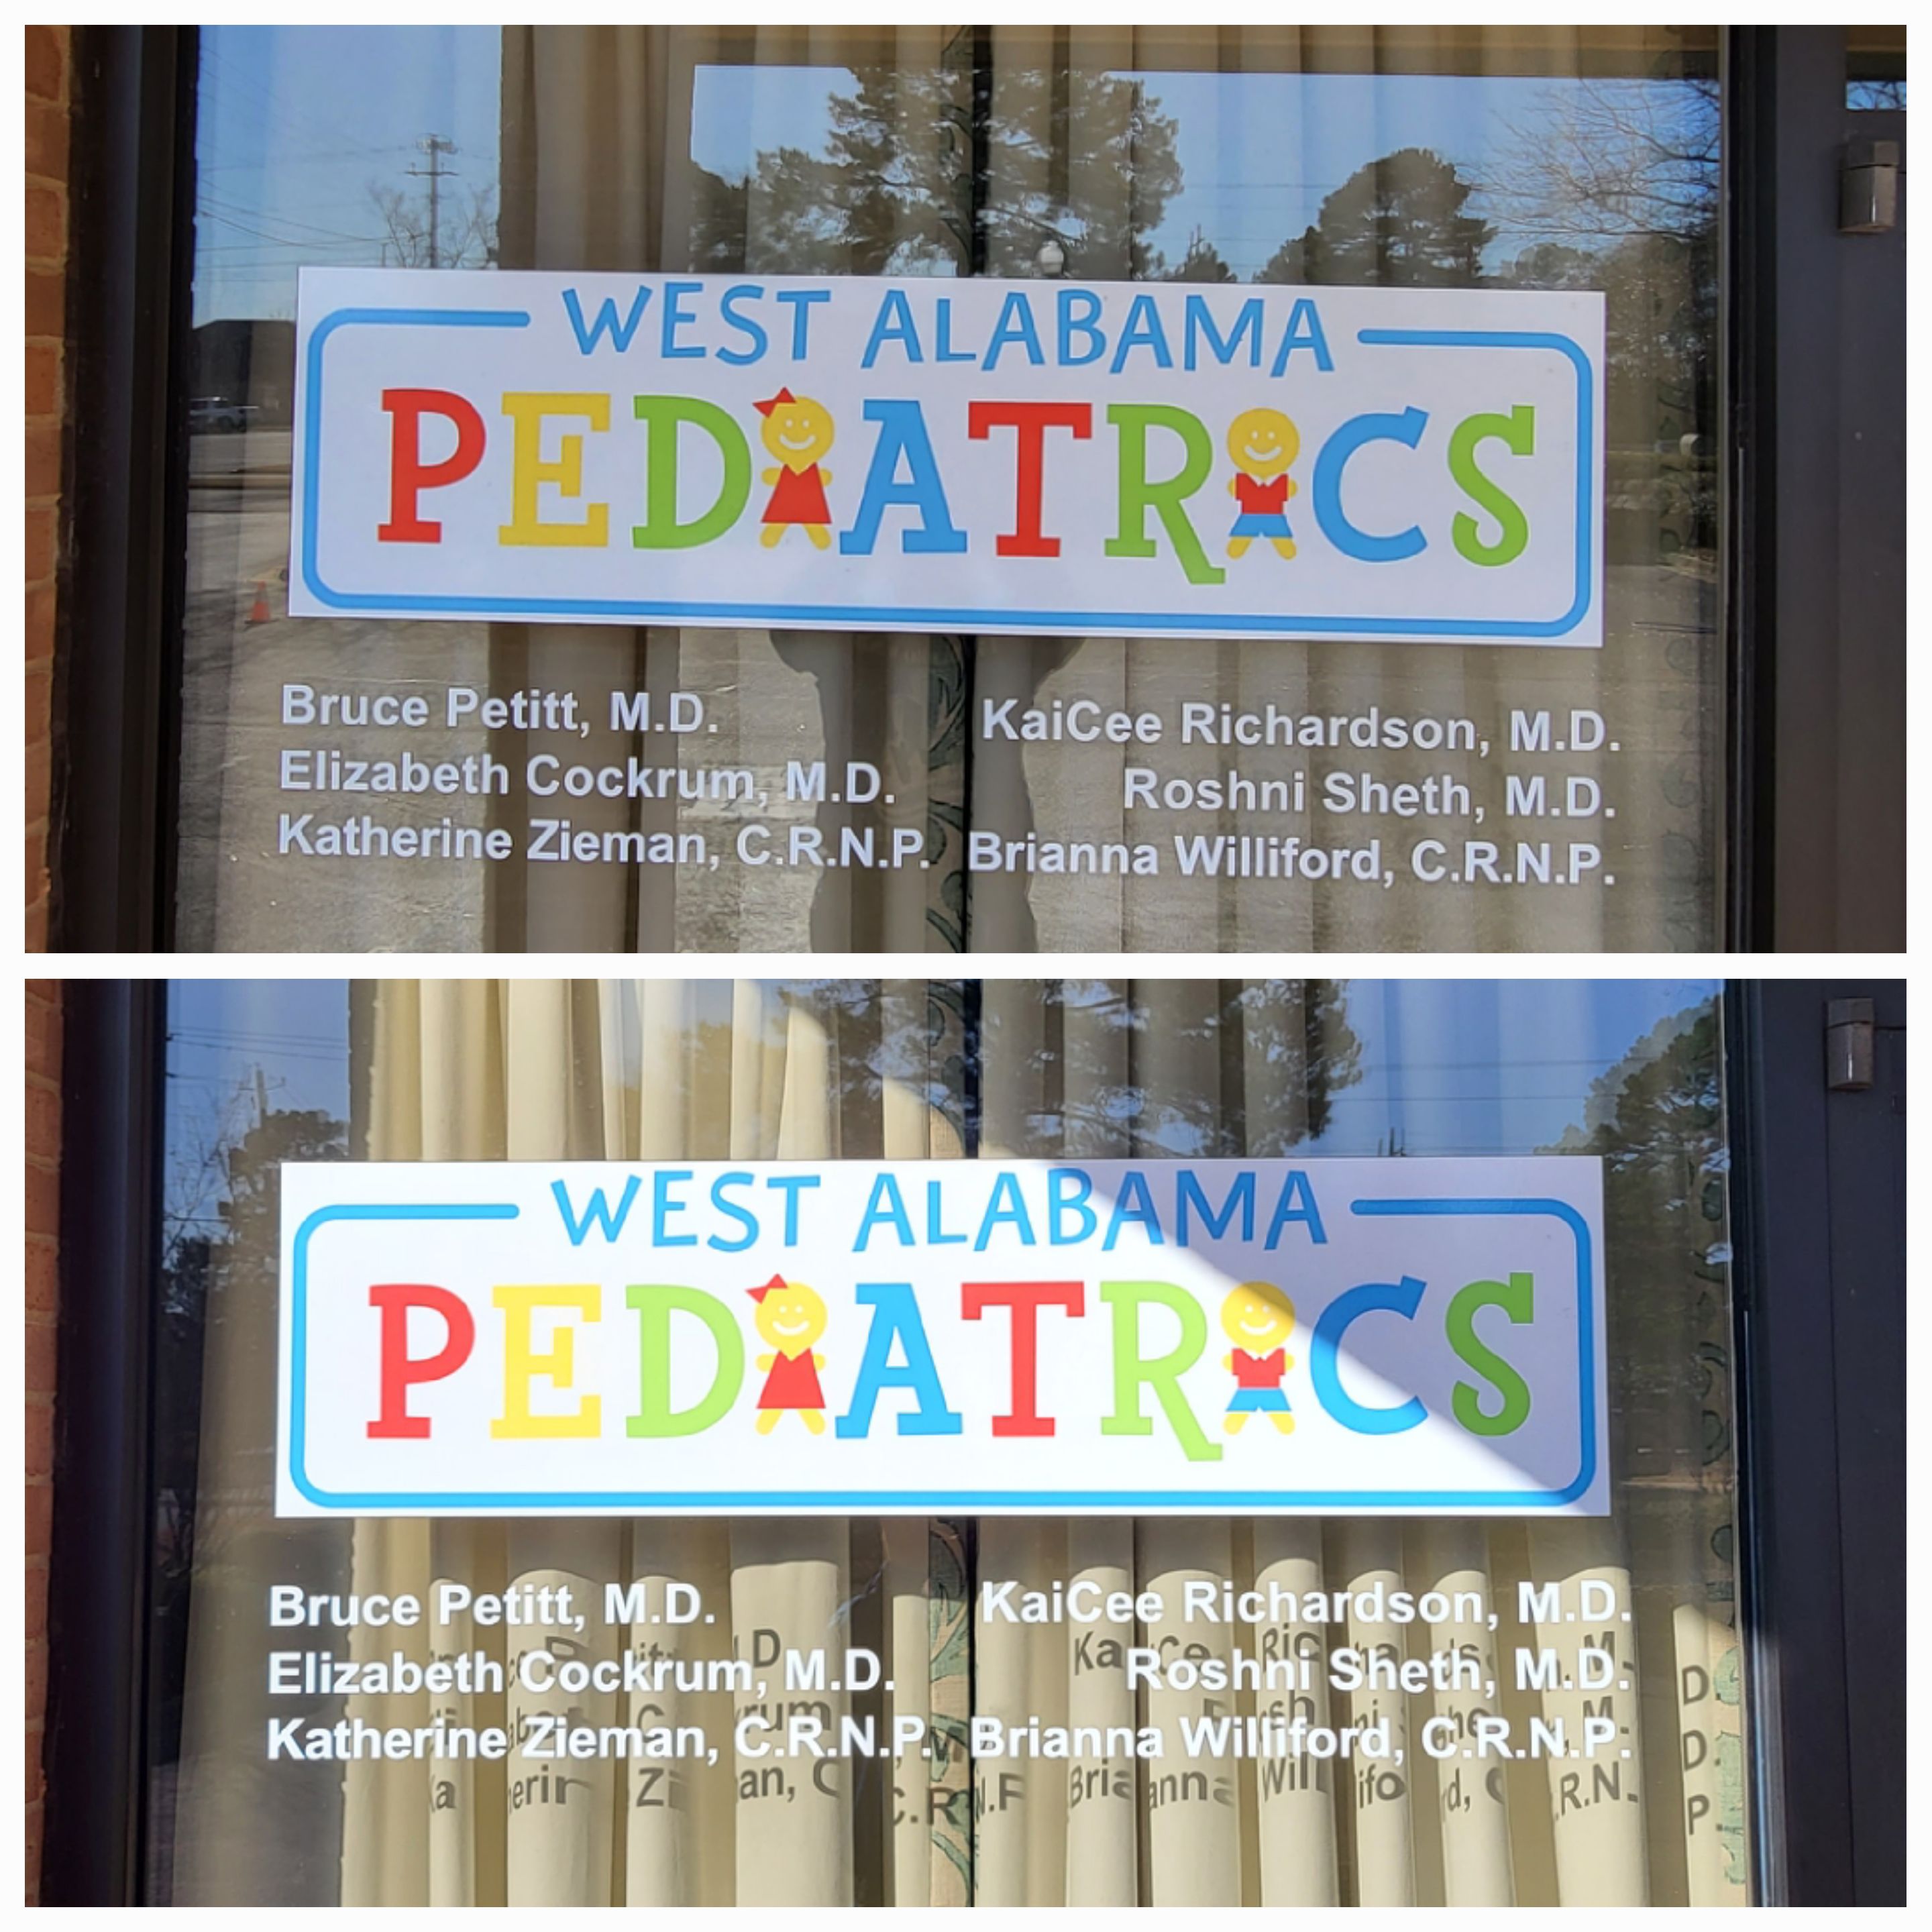 WEST ALABAMA
PEDIATRICS
Bruce Petitt, M.D.
Elizabeth Cockrum, M.D.
Katherine Zieman, C.R.N.P.
KaiCee Richardson, M.D.
Roshni Sheth, M.D.
Brianna Williford, C.R.N.P.
WEST ALABAMA
PEDIATRICS
Bruce Petitt, M.D.
Elizabeth Cockrum, M.D.
Katherine Zieman, C.R.N.P.
KaiCee Richardson, M.D.
Roshni Sheth, M.D.
Brianna Williford, C.R.N.P.